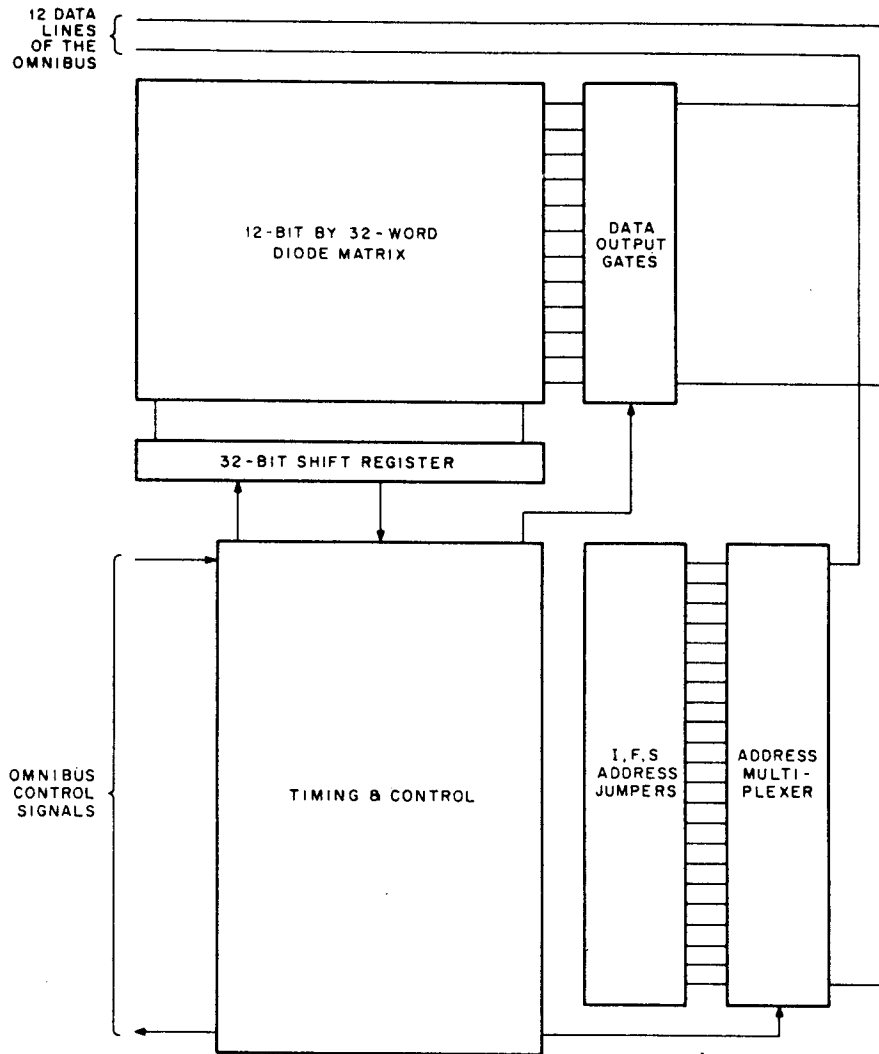 12 DATA
LINES
OF THE
OMNIBUS
12-BIT BY 32-WORD
DIODE MATRIX
DATA
OUTPUT
GATES
32-BIT SHIFT REGISTER
OMNIBUS
CONTROL
SIGNALS
TIMING & CONTROL
I,F,S
ADDRESS
JUMPERS
ADDRESS
MULTI-
PLEXER